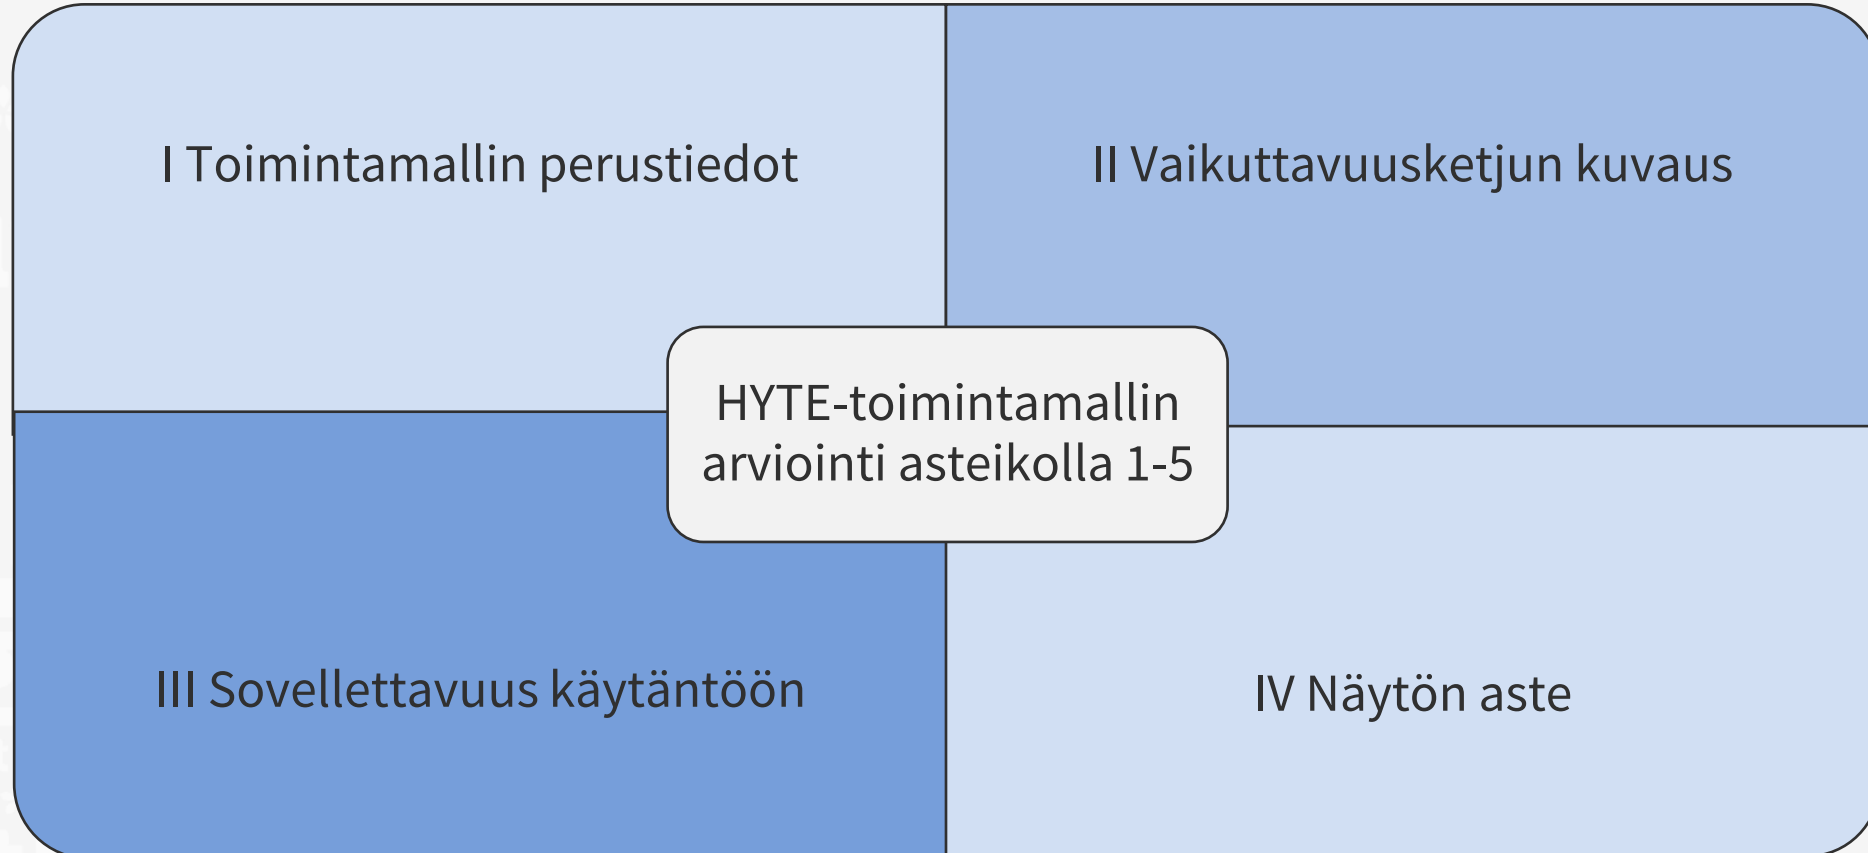 I Toimintamallin perustiedot
II Vaikuttavuusketjun kuvaus
HYTE-toimintamallin
arviointi asteikolla 1-5
III Sovellettavuus käytäntöön
IV Näytön aste